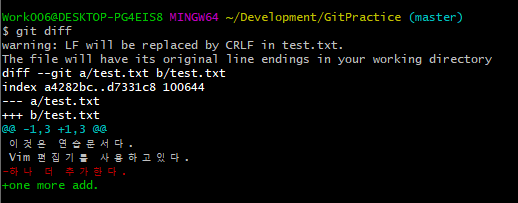 WorkOO6@DESKTOP-PG4EIS8 MINGW64 ~/Development/GitPractice (master)
$ git diff
warning: LF will be replaced by CRLF in test.txt.
The file will have its original line endings in your working directory
diff --git a/test.txt b/test.txt
index a4282bc..d7331c8 100644
--- a/test.txt
+++ b/test.txt
@@ -1,3 +1,3 @@
 이것은 연습문서다.
 Vim 편집기를 사용하고있다.
-하나 더 추가한다.
+one more add.